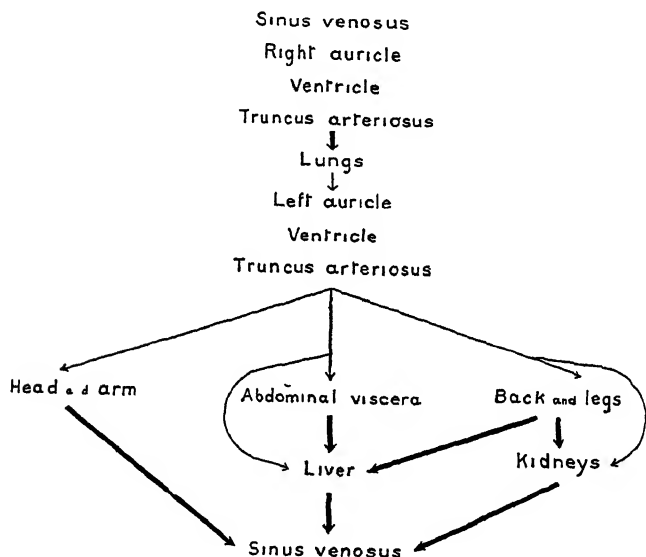 Sinus venosus
Right auricle
Ventricle
Truncus arteriosus
Lungs
Left auricle
Ventricle
Truncus arteriosus
Head a d arm
Abdominal viscera
Back and legs
Liver
Kidneys
Sinus venosus